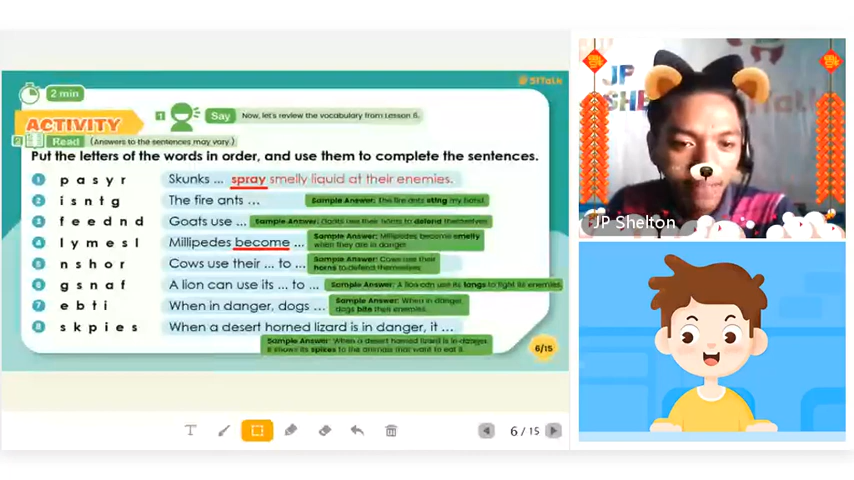 51Talk
2 min
ACTIVITY
1 Say Now, let's review the vocabulary from Lesson 5.
2 Read (Answers to the sentences may vary.)
Put the letters of the words in order, and use them to complete the sentences.
1 p a s y r Skunks ... spray smelly liquid at their enemies.
2 i s n t g The fire ants ... Sample Answer: The fire ants sting my hand.
3 f e e d n d Goats use ... Sample Answer: Goats use their horns to defend themselves.
4 l y m e s l Millipedes become ... Sample Answer: Millipedes become smelly
when they are in danger.
5 n s h o r Cows use their ... to ... Sample Answer: Cows use their
horns to defend themselves.
6 g s n a f A lion can use its ... to ... Sample Answer: A lion can use its fangs to fight its enemies.
7 e b t i When in danger, dogs ... Sample Answer: When in danger,
dogs bite their enemies.
8 s k p i e s When a desert horned lizard is in danger, it ...
Sample Answer: When a desert horned lizard is in danger,
it shows its spices to the animals that want to eat it.
6/15
T
6 / 15
JP
SHE
JP Shelton